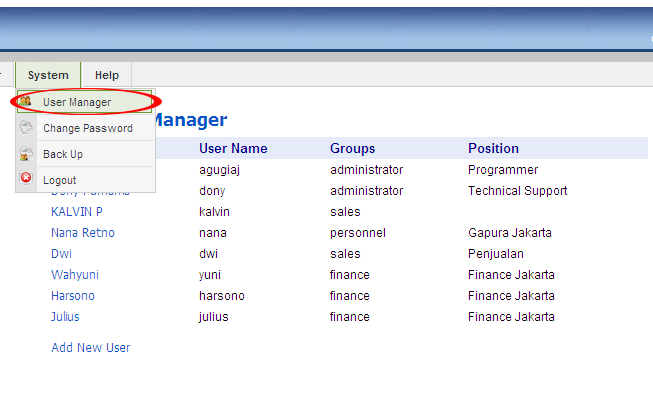 System Help
User Manager
Change Password
Back Up
Logout
Manager
User Name Groups Position
agugiaj administrator Programmer
dony administrator Technical Support
KALVIN P kalvin sales
Nana Retno nana personnel Gapura Jakarta
Dwi dwi sales Penjualan
Wahyuni yuni finance Finance Jakarta
Harsono harsono finance Finance Jakarta
Julius julius finance Finance Jakarta
Add New User